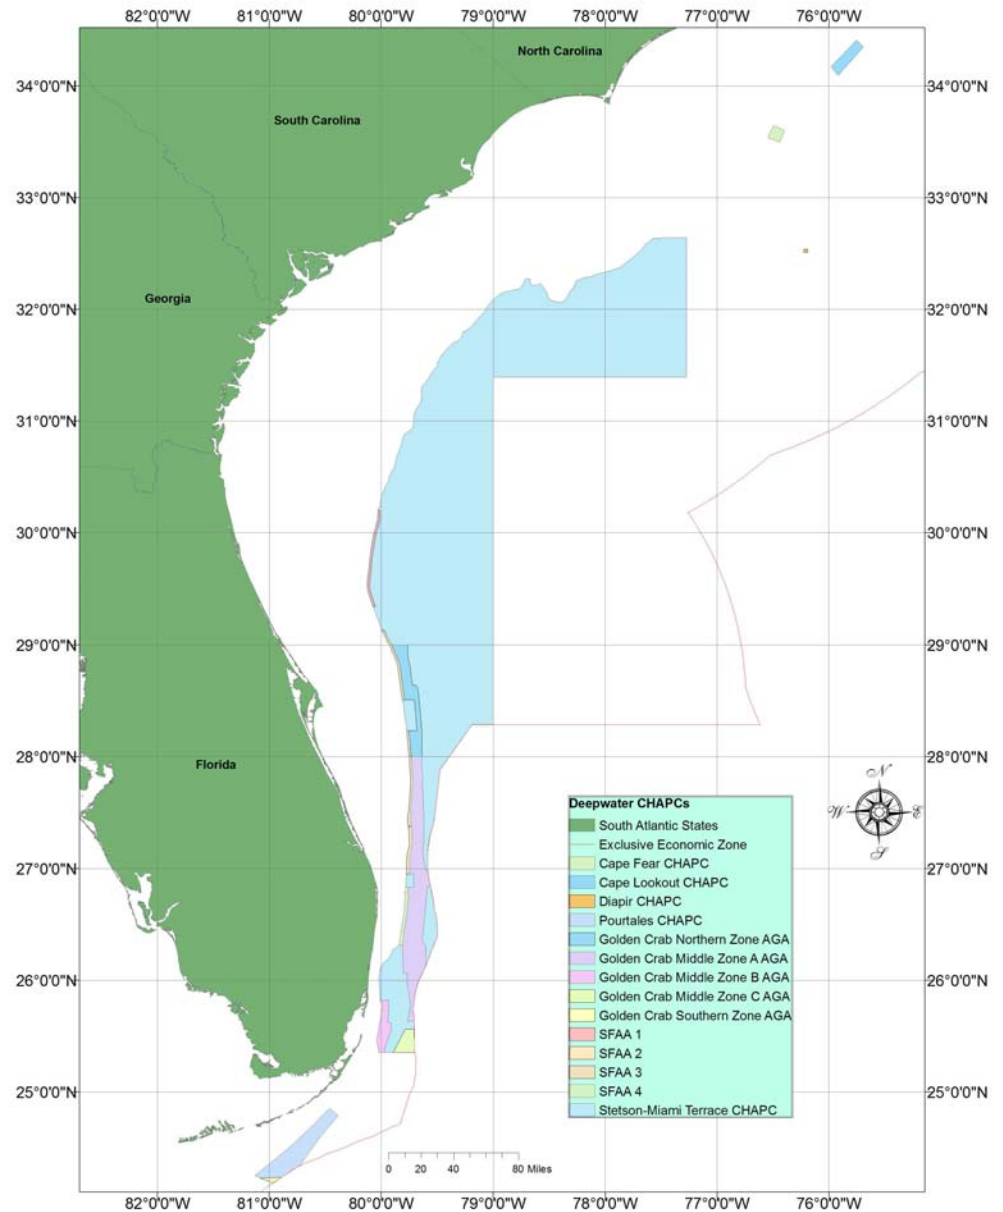 82°0'0"W 81°0'0"W 80°0'0"W 79°0'0"W 78°0'0"W 77°0'0"W 76°0'0"W
North Carolina
34°0'0"N 34°0'0"N
South Carolina
33°0'0"N 33°0'0"N
Georgia
32°0'0"N 32°0'0"N
31°0'0"N 31°0'0"N
30°0'0"N 30°0'0"N
29°0'0"N 29°0'0"N
28°0'0"N 28°0'0"N
Florida
N
W E
S
Deepwater CHAPCs
South Atlantic States
Exclusive Economic Zone
Cape Fear CHAPC
Cape Lookout CHAPC
Diapir CHAPC
Pourtales CHAPC
Golden Crab Northern Zone AGA
Golden Crab Middle Zone A AGA
Golden Crab Middle Zone B AGA
Golden Crab Middle Zone C AGA
Golden Crab Southern Zone AGA
SFAA 1
SFAA 2
SFAA 3
SFAA 4
Stetson-Miami Terrace CHAPC
27°0'0"N 27°0'0"N
26°0'0"N 26°0'0"N
25°0'0"N 25°0'0"N
0 20 40 80 Miles
82°0'0"W 81°0'0"W 80°0'0"W 79°0'0"W 78°0'0"W 77°0'0"W 76°0'0"W